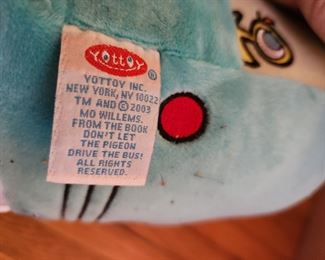 YOTTOY
®
YOTTOY INC.
NEW YORK, NY 10022
TM AND © 2003
MO WILLEMS.
FROM THE BOOK
DON'T LET
THE PIGEON
DRIVE THE BUS!
ALL RIGHTS
RESERVED.